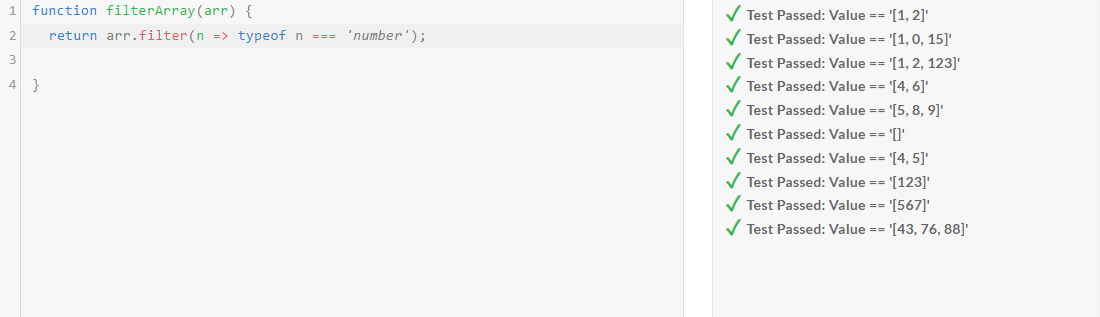 1 function filterArray(arr) {
2 return arr.filter(n => typeof n === 'number');
3
4 }
Test Passed: Value == '[1, 2]'
Test Passed: Value == '[1, 0, 15]'
Test Passed: Value == '[1, 2, 123]'
Test Passed: Value == '[4, 6]'
Test Passed: Value == '[5, 8, 9]'
Test Passed: Value == '[]'
Test Passed: Value == '[4, 5]'
Test Passed: Value == '[123]'
Test Passed: Value == '[567]'
Test Passed: Value == '[43, 76, 88]'